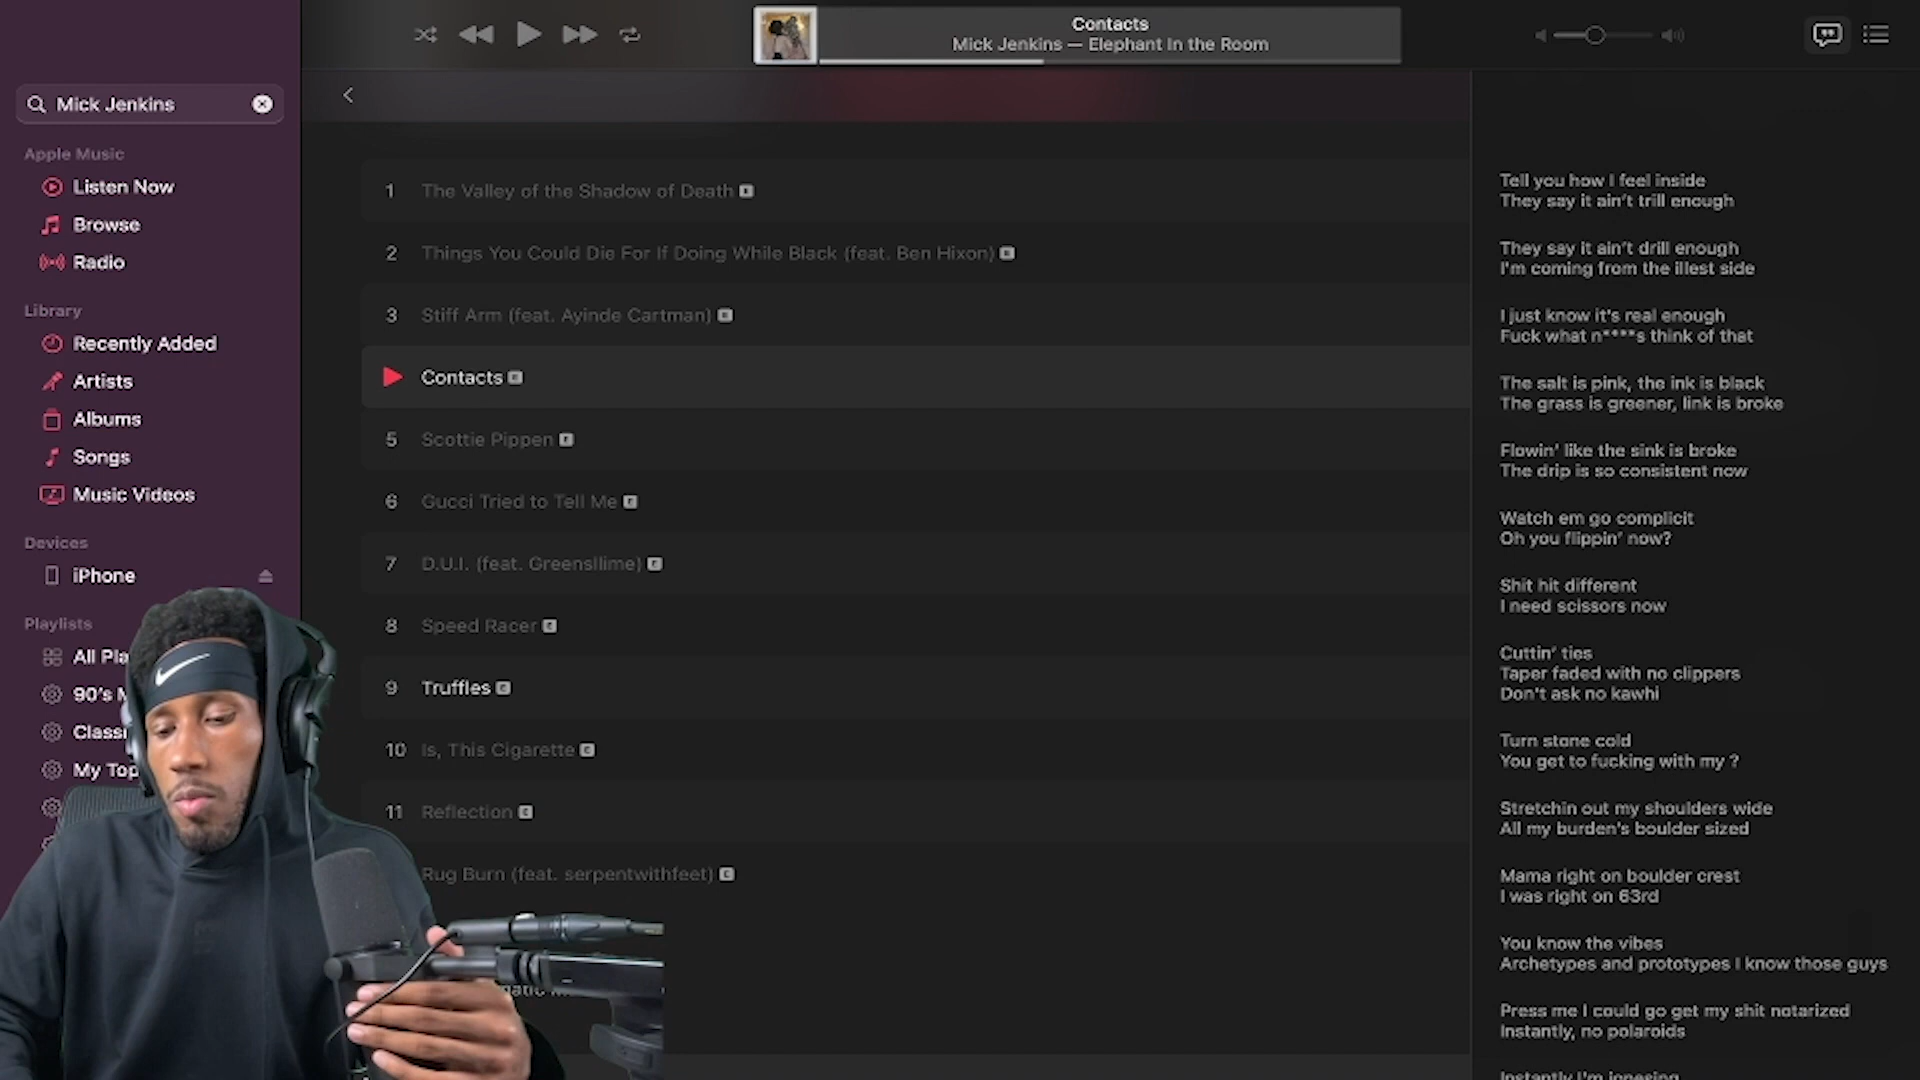 Contacts
Mick Jenkins — Elephant In the Room
Mick Jenkins
Apple Music
Listen Now
Browse
Radio
Library
Recently Added
Artists
Albums
Songs
Music Videos
Devices
iPhone
Playlists
All Pla
90's
Class
My Top
1 The Valley of the Shadow of Death E
2 Things You Could Die For If Doing While Black (feat. Ben Hixon) E
3 Stiff Arm (feat. Ayinde Cartman) E
Contacts E
5 Scottie Pippen E
6 Gucci Tried to Tell Me E
7 D.U.I. (feat. Greensllime) E
8 Speed Racer E
9 Truffles E
10 Is, This Cigarette E
11 Reflection E
Rug Burn (feat. serpentwithfeet) E
Tell you how I feel inside
They say it ain't trill enough
They say it ain't drill enough
I'm coming from the illest side
I just know it's real enough
Fuck what n****s think of that
The salt is pink, the ink is black
The grass is greener, link is broke
Flowin' like the sink is broke
The drip is so consistent now
Watch em go complicit
Oh you flippin' now?
Shit hit different
I need scissors now
Cuttin' ties
Taper faded with no clippers
Don't ask no kawhi
Turn stone cold
You get to fucking with my ?
Stretchin out my shoulders wide
All my burden's boulder sized
Mama right on boulder crest
I was right on 63rd
You know the vibes
Archetypes and prototypes I know those guys
Press me I could go get my shit notarized
Instantly, no polaroids
Instantly I'm jonesing